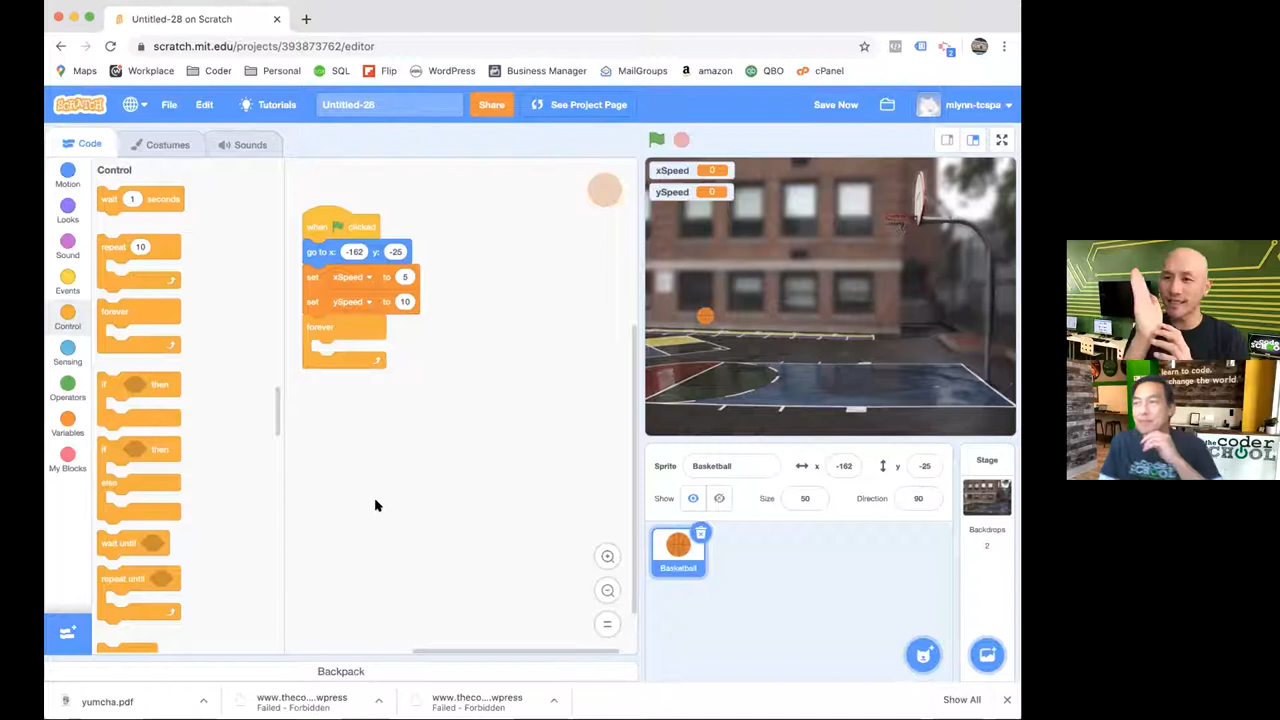 Untitled-28 on Scratch
scratch.mit.edu/projects/393873762/editor
2
Maps Workplace Coder Personal SQL Flip WordPress Business Manager MailGroups amazon QBO cPanel
SCRATCH File Edit Tutorials Untitled-28 Share See Project Page Save Now mlynn-tcspa
Code Costumes Sounds
Motion
Looks
Sound
Events
Control
Sensing
Operators
Variables
My Blocks
Control
wait 1 seconds
repeat 10
forever
if then
if then
else
wait until
repeat until
when clicked
go to x: -162 y: -25
set xSpeed to 5
set ySpeed to 10
forever
xSpeed 0
ySpeed 0
Sprite Basketball x -162 y -25
Show Size 50 Direction 90
Basketball
Stage
Backdrops
2
Backpack
yumcha.pdf
www.theco....wpress
Failed - Forbidden
www.theco....wpress
Failed - Forbidden
Show All
learn to code.
change the world.
the
coder
SCHOOL